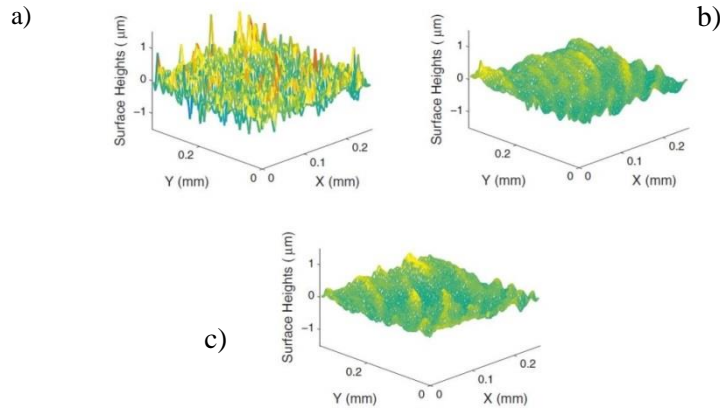 a)
Surface Heights ( μm)
1
0
−1
0.2
Y (mm)
0 0
0.1
0.2
X (mm)
b)
Surface Heights ( μm)
1
0
−1
0.2
Y (mm)
0 0
0.1
0.2
X (mm)
c)
Surface Heights ( μm)
1
0
−1
0.2
Y (mm)
0 0
0.1
0.2
X (mm)